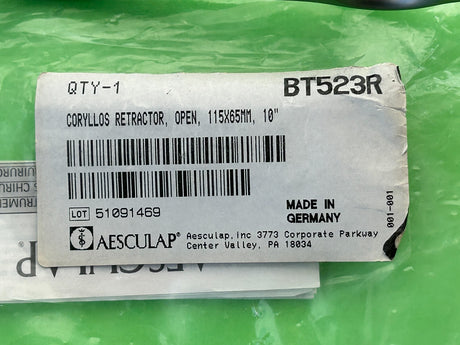 QTY-1
BT523R
CORYLLOS RETRACTOR, OPEN, 115X65MM, 10"
LOT 51091469
MADE IN
GERMANY
001-001
AESCULAP® Aesculap, inc 3773 Corporate Parkway
Center Valley, PA 18034
AESCULAP